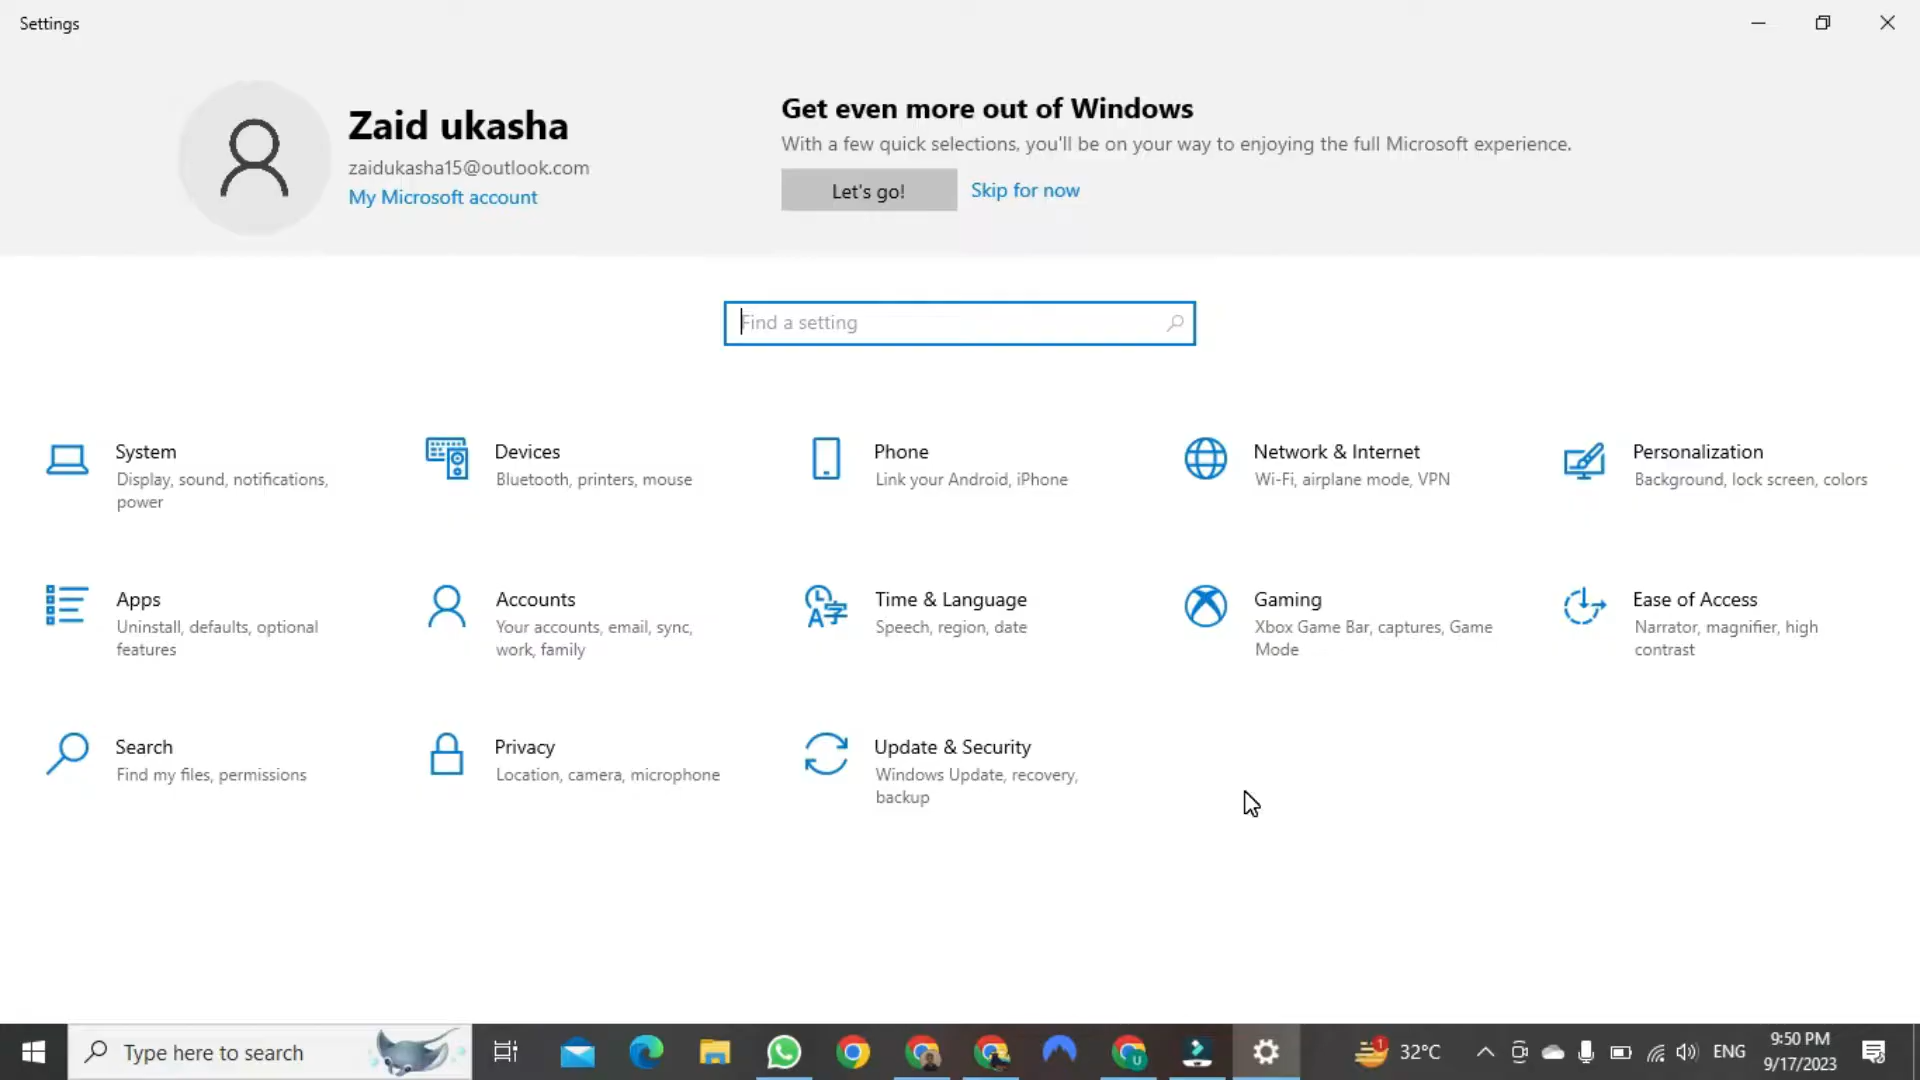 Settings
Zaid ukasha
zaidukasha15@outlook.com
My Microsoft account
Get even more out of Windows
With a few quick selections, you'll be on your way to enjoying the full Microsoft experience.
Let's go!
Skip for now
Find a setting
System
Display, sound, notifications,
power
Devices
Bluetooth, printers, mouse
Phone
Link your Android, iPhone
Network & Internet
Wi-Fi, airplane mode, VPN
Personalization
Background, lock screen, colors
Apps
Uninstall, defaults, optional
features
Accounts
Your accounts, email, sync,
work, family
Time & Language
Speech, region, date
Gaming
Xbox Game Bar, captures, Game
Mode
Ease of Access
Narrator, magnifier, high
contrast
Search
Find my files, permissions
Privacy
Location, camera, microphone
Update & Security
Windows Update, recovery,
backup
Type here to search
1
32°C
ENG
9:50 PM
9/17/2023